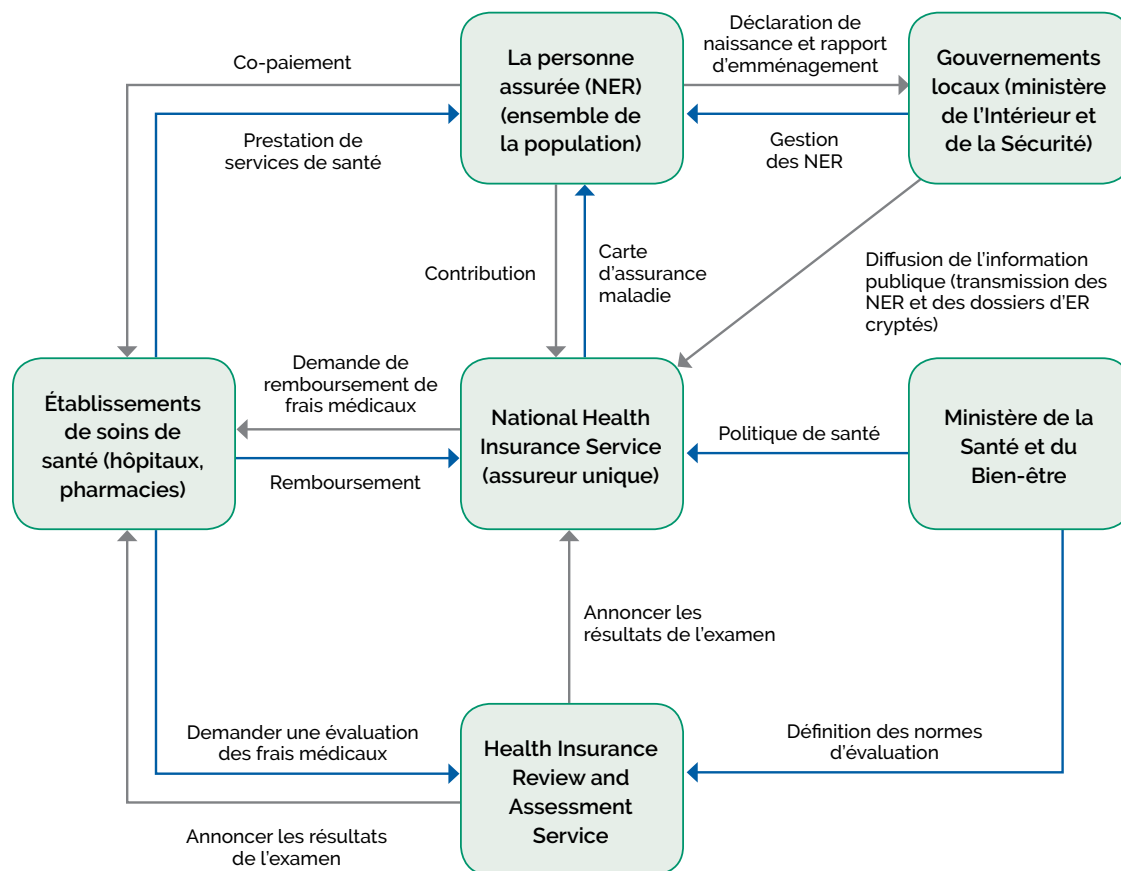 Co-paiement
Prestation de
services de santé
La personne
assurée (NER)
(ensemble de
la population)
Déclaration de
naissance et rapport
d'emménagement
Gestion
des NER
Gouvernements
locaux (ministère
de l'Intérieur et
de la Sécurité)
Contribution
Carte
d'assurance
maladie
Diffusion de l'information
publique (transmission des
NER et des dossiers d'ER
cryptés)
Établissements
de soins de
santé (hôpitaux,
pharmacies)
Demande de
remboursement de
frais médicaux
Remboursement
National Health
Insurance Service
(assureur unique)
Politique de santé
Ministère de la
Santé et du
Bien-être
Annoncer les
résultats de l'examen
Demander une évaluation
des frais médicaux
Health Insurance
Review and
Assessment
Service
Définition des normes
d'évaluation
Annoncer les résultats
de l'examen